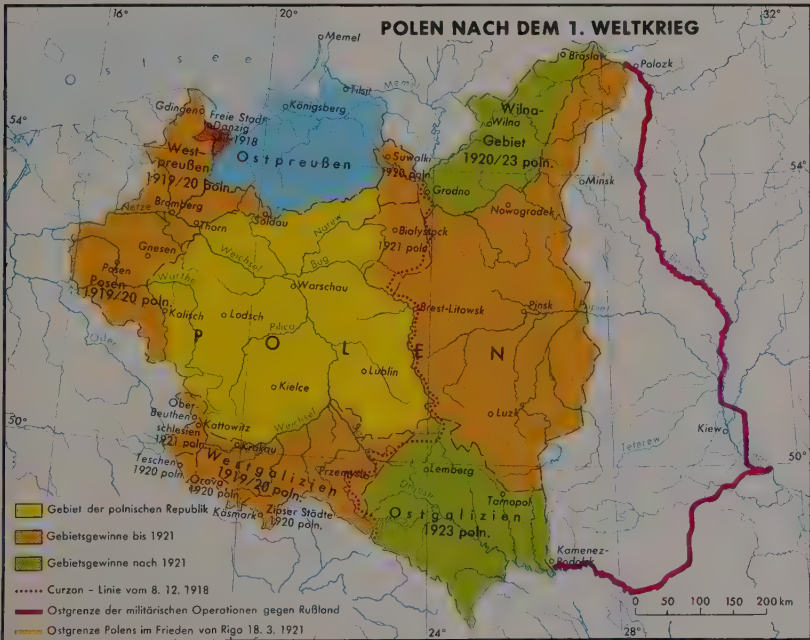 POLEN NACH DEM 1. WELTKRIEG
16°
20°
32°
Memel
Ostsee
Memel
Tilsit
Königsberg
Braslaw
Polozk
54°
Gdingen
Freie Stadt
Danzig
1918
Ostpreußen
Wilna-
Wilna
Gebiet
1920/23 poln.
54°
West-
preußen
1919/20 poln.
Suwalki
1920 poln.
Grodno
Minsk
Netze
Bromberg
Thorn
Soldau
Narew
Nowogrodek
Bialystock
1921 poln.
Gnesen
Weichsel
Bug
Posen
Posen
1919/20 poln.
Warthe
Warschau
Kalisch
Lodsch
Brest-Litowsk
Pinsk
Pripet
Pilica
POLEN
Oder
Lublin
Kielce
50°
Ober-
Beuthen
schlesien
1921 poln.
Kattowitz
Weichsel
Krakau
Luzk
Kiew
Teterew
50°
Teschen
1920 poln.
Westgalizien
1919/20 poln.
Przemysl
Lemberg
Tarnopol
Orava
1920 poln.
Käsmark
Zipser Städte
1920 poln.
Ostgalizien
1923 poln.
Kamenez-
Podolsk
Gebiet der polnischen Republik
Gebietsgewinne bis 1921
Gebietsgewinne nach 1921
Curzon - Linie vom 8. 12. 1918
Ostgrenze der militärischen Operationen gegen Rußland
Ostgrenze Polens im Frieden von Riga 18. 3. 1921
0 50 100 150 200 km
24°
28°